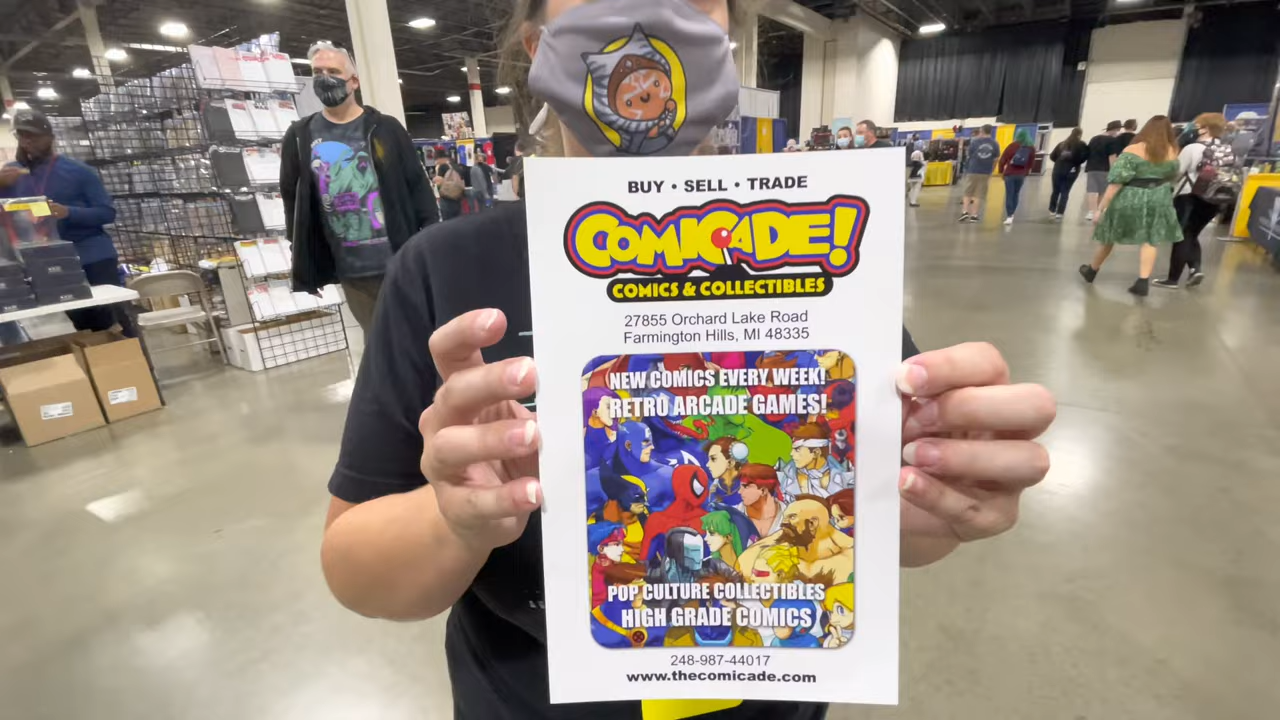 BUY • SELL • TRADE
COMICADE!
COMICS & COLLECTIBLES
27855 Orchard Lake Road
Farmington Hills, MI 48335
NEW COMICS EVERY WEEK!
RETRO ARCADE GAMES!
POP CULTURE COLLECTIBLES
HIGH GRADE COMICS
248-987-44017
www.thecomicade.com